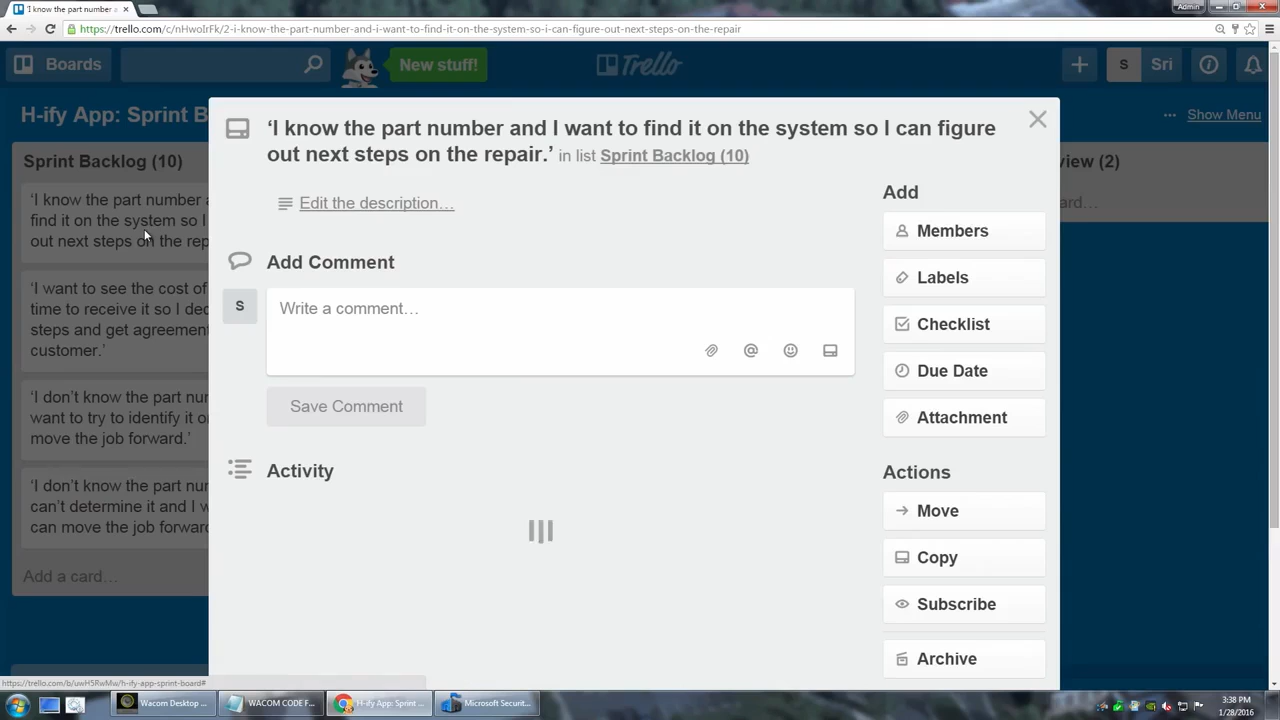 'I know the part number a
https://trello.com/c/nHwoIrFk/2-i-know-the-part-number-and-i-want-to-find-it-on-the-system-so-i-can-figure-out-next-steps-on-the-repair
Admin
Boards
New stuff!
Trello
S
Sri
H-ify App: Sprint B
Show Menu
Sprint Backlog (10)
'I know the part number a
find it on the system so I
out next steps on the rep
'I want to see the cost of
time to receive it so I dec
steps and get agreement
customer.'
'I don't know the part nur
want to try to identify it or
move the job forward.'
'I don't know the part nur
can't determine it and I w
can move the job forward
Add a card…
view (2)
ard…
‘I know the part number and I want to find it on the system so I can figure
out next steps on the repair.’ in list Sprint Backlog (10)
Edit the description…
Add Comment
S
Write a comment…
@
Save Comment
Activity
Add
Members
Labels
Checklist
Due Date
Attachment
Actions
Move
Copy
Subscribe
Archive
https://trello.com/b/uwH5RwMw/h-ify-app-sprint-board#
Wacom Desktop ...
WACOM CODE F...
H-ify App: Sprint ...
Microsoft Securit...
3:38 PM
1/28/2016